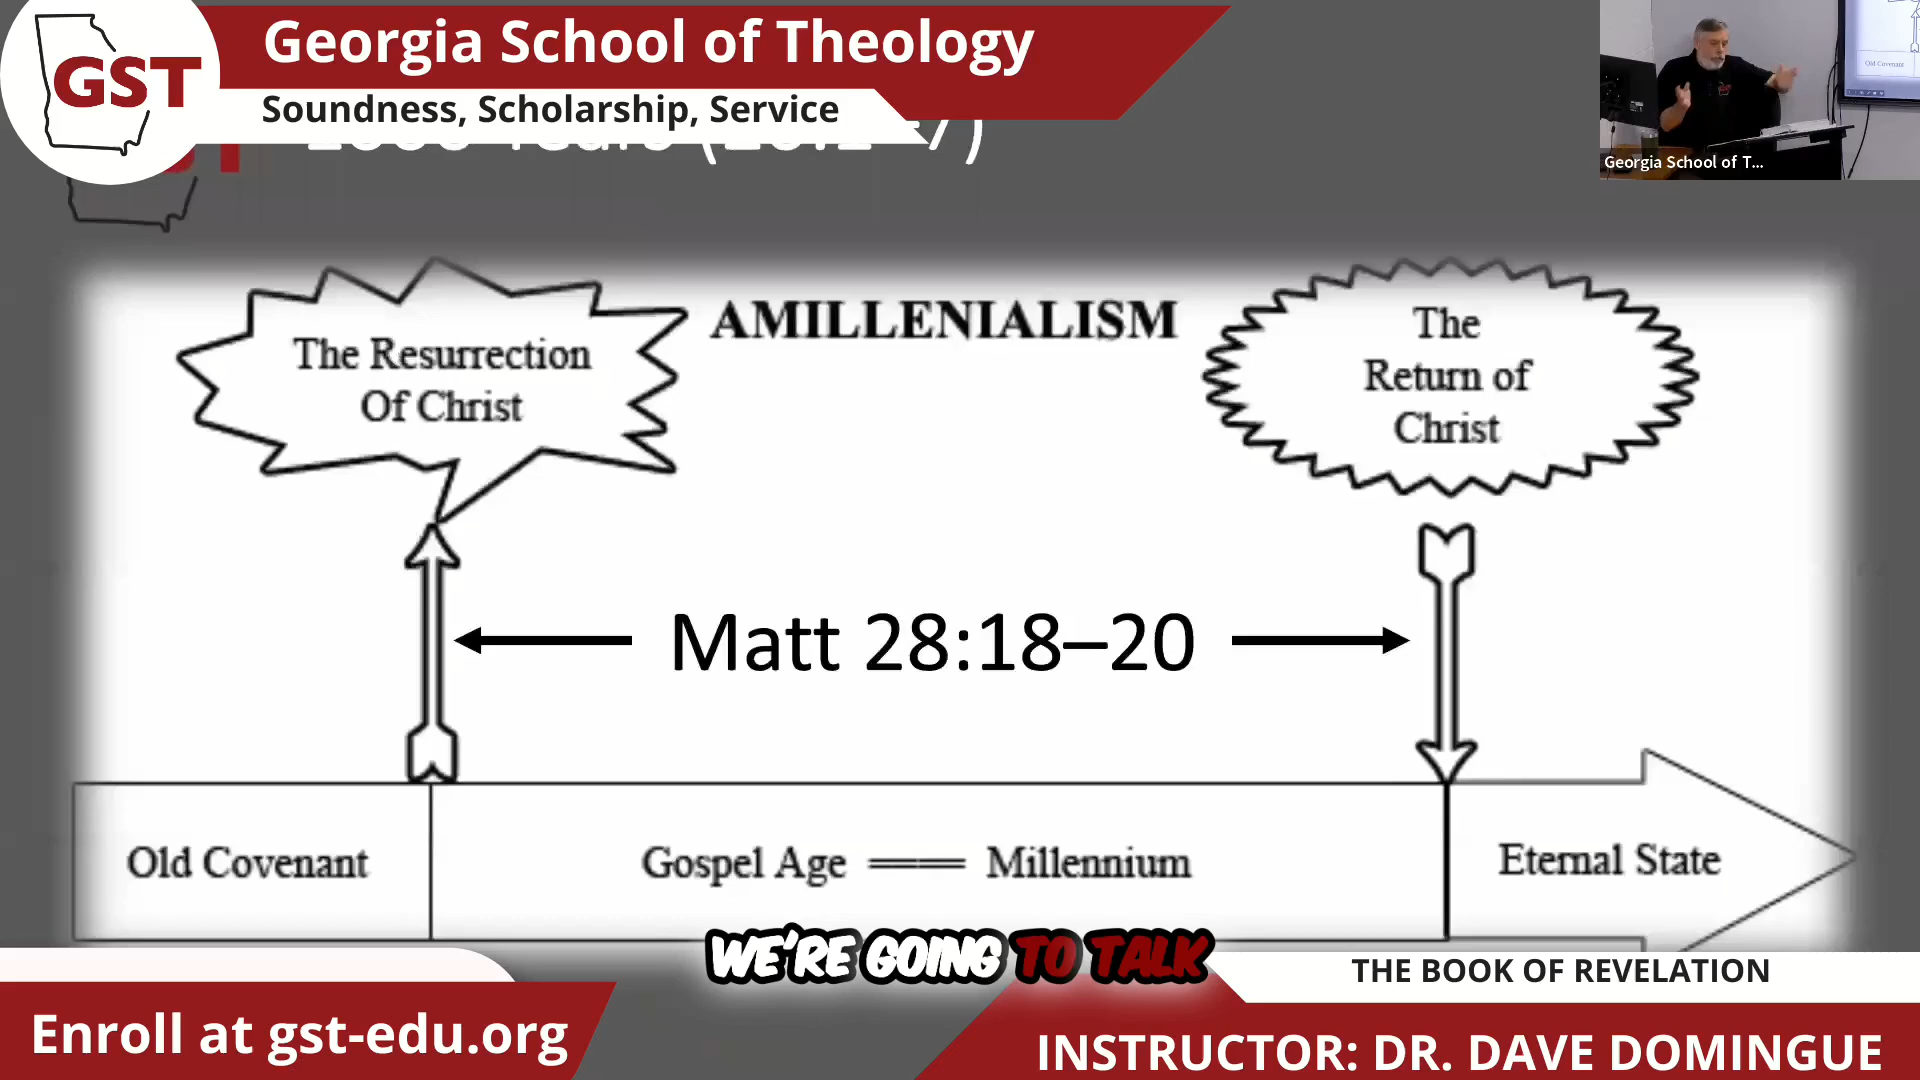 GST
Georgia School of Theology
Soundness, Scholarship, Service
Georgia School of T...
Old Covenant
AMILLENIALISM
The Resurrection
Of Christ
The
Return of
Christ
Matt 28:18–20
Old Covenant
Gospel Age
Millennium
Eternal State
WE'RE GOING TO TALK
THE BOOK OF REVELATION
Enroll at gst-edu.org
INSTRUCTOR: DR. DAVE DOMINGUE